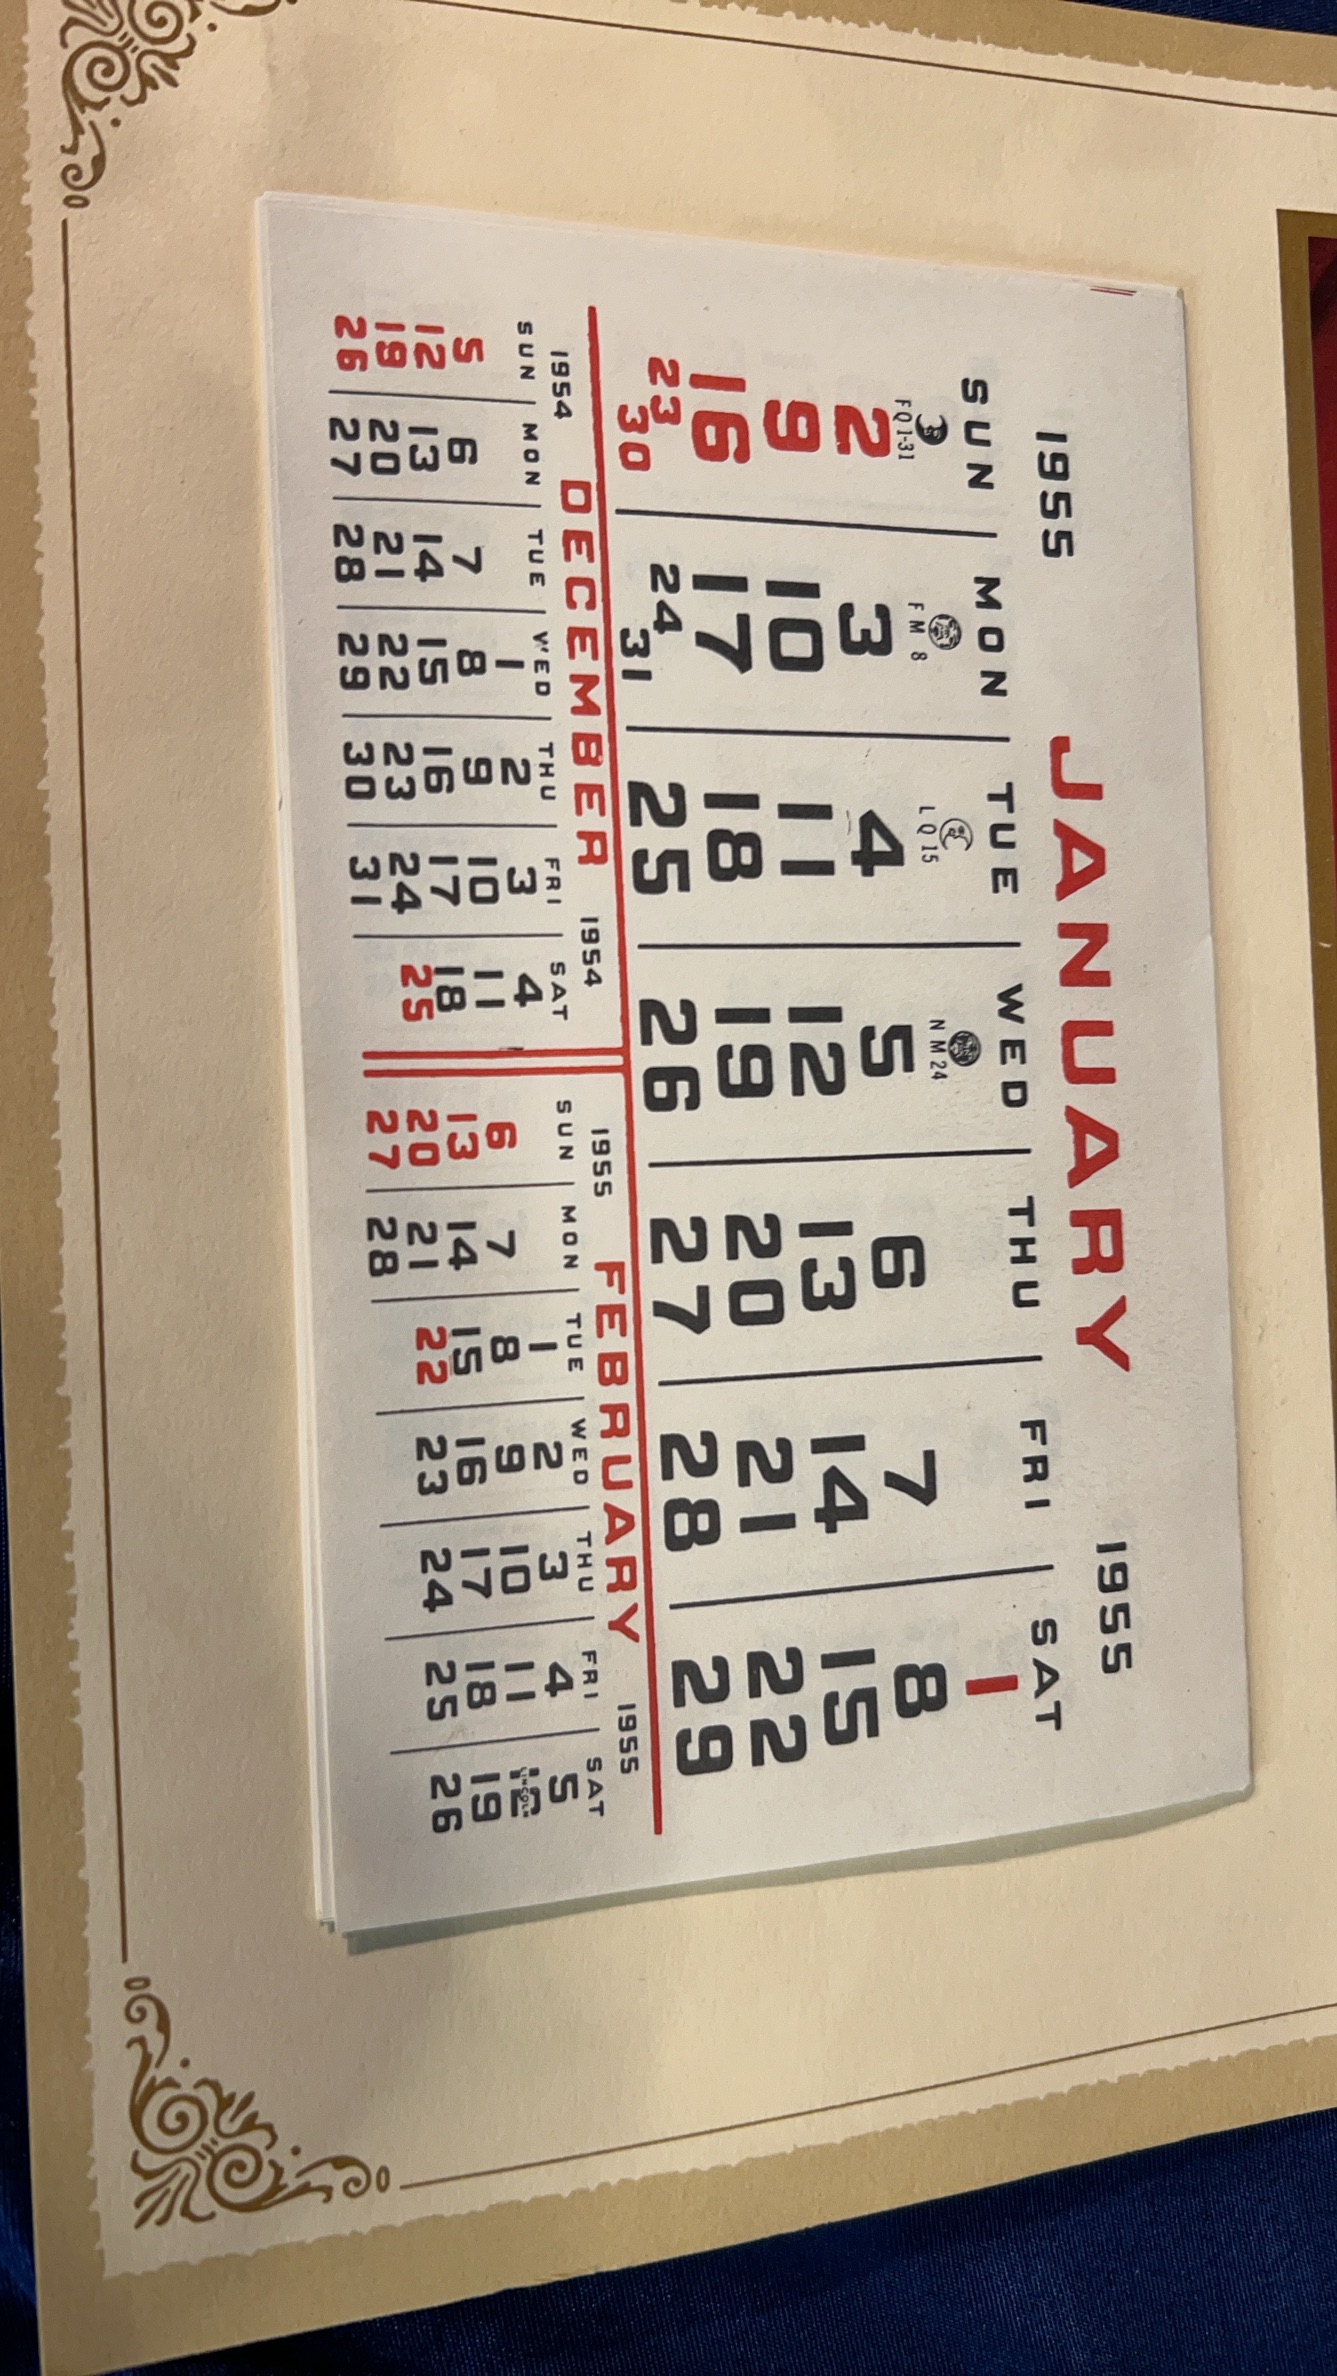 1955 JANUARY 1955
SUN MON TUE WED THU FRI SAT
FQ 1-31 FM 8 LQ 15 NM 24 1
2 3 4 5 6 7 8
9 10 11 12 13 14 15
16 17 18 19 20 21 22
23 30 24 31 25 26 27 28 29
1954 DECEMBER 1954
SUN MON TUE WED THU FRI SAT
1 2 3 4
5 6 7 8 9 10 11
12 13 14 15 16 17 18
19 20 21 22 23 24 25
26 27 28 29 30 31
1955 FEBRUARY 1955
SUN MON TUE WED THU FRI SAT
1 2 3 4 5
6 7 8 9 10 11 12 LINCOLN
13 14 15 16 17 18 19
20 21 22 23 24 25 26
27 28